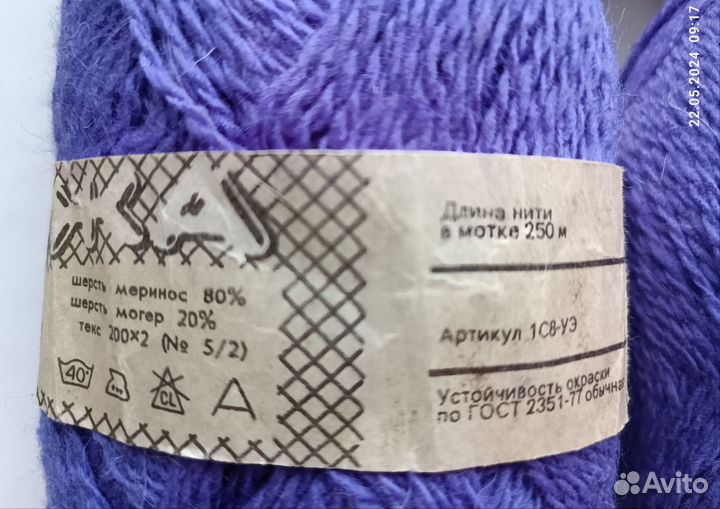 22.05.2024 09:17
шерсть меринос 80%
шерсть могер 20%
текс 200×2 (№ 5/2)
40°
CL
A
Длина нити
в мотке 250 м
Артикул 1С8-УЭ
Устойчивость окраски
по ГОСТ 2351-77 обычная
Avito